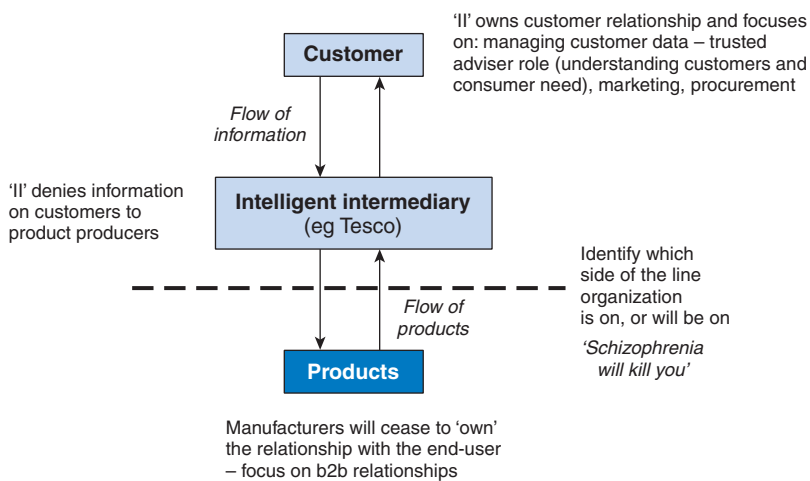 'II' owns customer relationship and focuses
on: managing customer data – trusted
adviser role (understanding customers and
consumer need), marketing, procurement
Customer
Flow of
information
'II' denies information
on customers to
product producers
Intelligent intermediary
(eg Tesco)
Identify which
side of the line
organization
is on, or will be on
'Schizophrenia
will kill you'
Flow of
products
Products
Manufacturers will cease to 'own'
the relationship with the end-user
– focus on b2b relationships